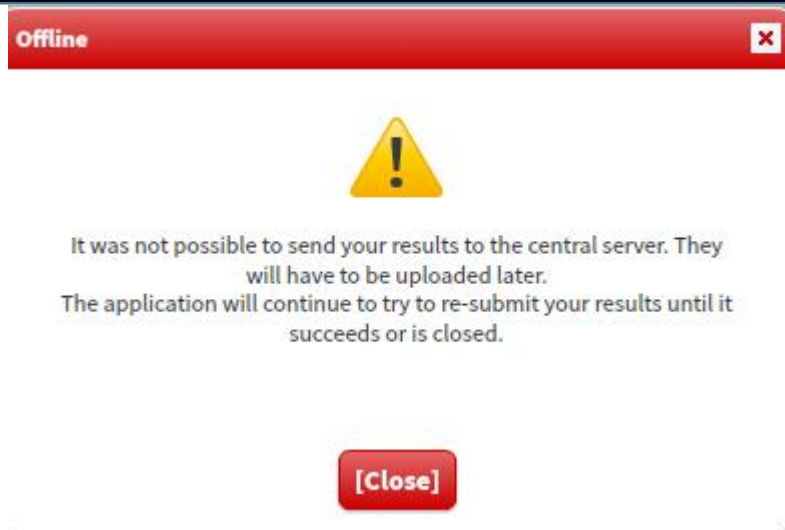 Offline
It was not possible to send your results to the central server. They
will have to be uploaded later.
The application will continue to try to re-submit your results until it
succeeds or is closed.
[Close]